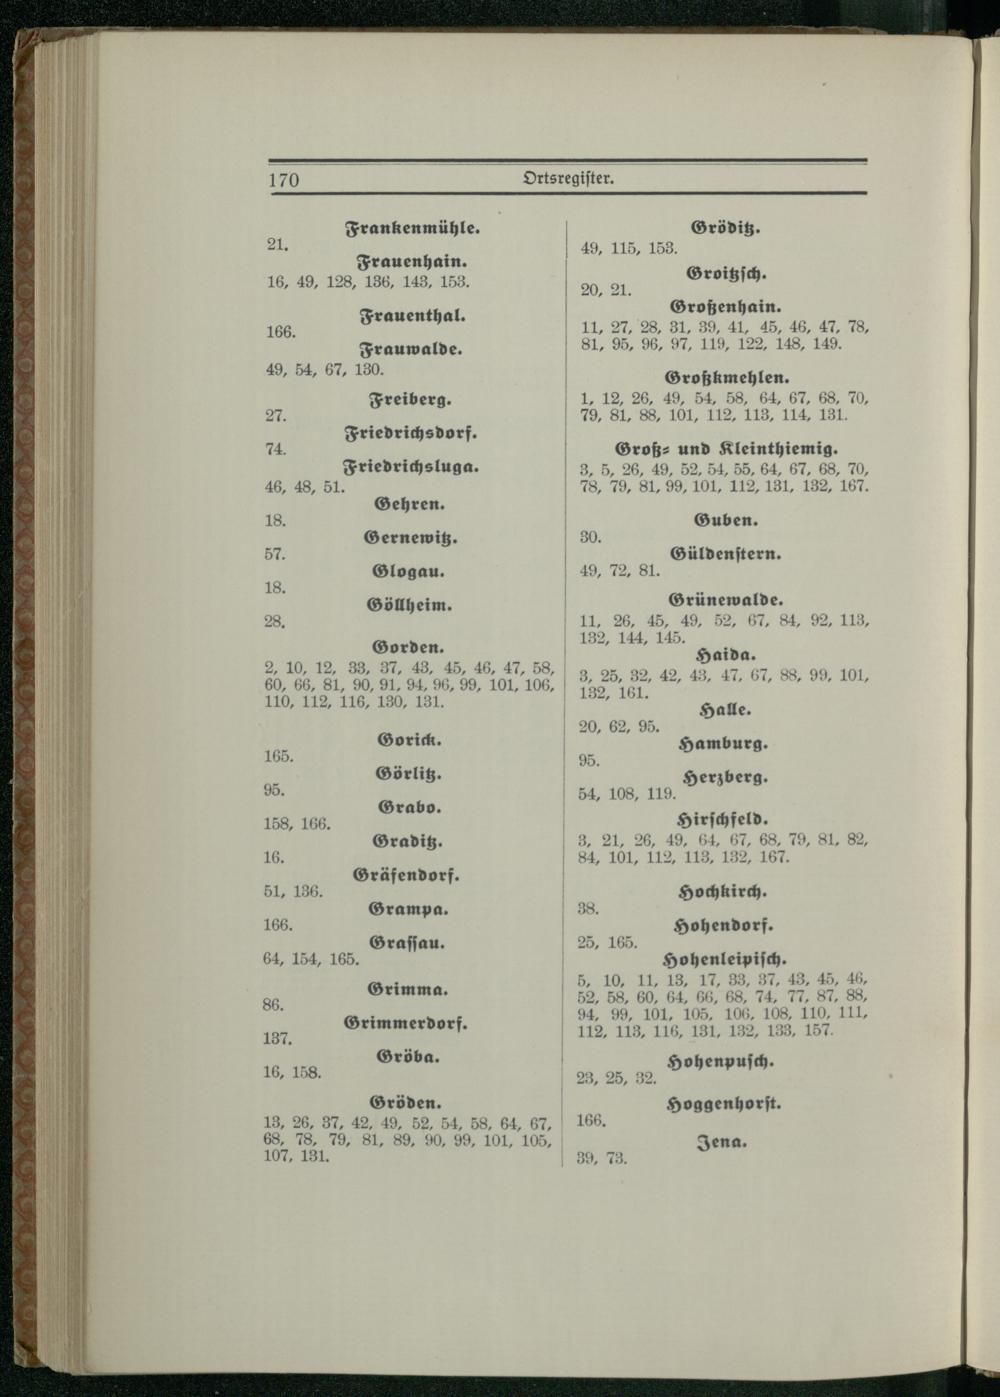 170
Ortsregister.
Frankenmühle.
21.
Frauenhain.
16, 49, 128, 136, 143, 153.
Frauenthal.
166.
Frauwalde.
49, 54, 67, 130.
Freiberg.
27.
Friedrichsdorf.
74.
Friedrichsluga.
46, 48, 51.
Gehren.
18.
Gernewitz.
57.
Glogau.
18.
Göllheim.
28.
Gorden.
2, 10, 12, 33, 37, 43, 45, 46, 47, 58,
60, 66, 81, 90, 91, 94, 96, 99, 101, 106,
110, 112, 116, 130, 131.
Gorick.
165.
Görlitz.
95.
Grabo.
158, 166.
Graditz.
16.
Gräfendorf.
51, 136.
Grampa.
166.
Grassau.
64, 154, 165.
Grimma.
86.
Grimmerdorf.
137.
Gröba.
16, 158.
Gröden.
13, 26, 37, 42, 49, 52, 54, 58, 64, 67,
68, 78, 79, 81, 89, 90, 99, 101, 105,
107, 131.
Gröditz.
49, 115, 153.
Groitzsch.
20, 21.
Großenhain.
11, 27, 28, 31, 39, 41, 45, 46, 47, 78,
81, 95, 96, 97, 119, 122, 148, 149.
Großkmehlen.
1, 12, 26, 49, 54, 58, 64, 67, 68, 70,
79, 81, 88, 101, 112, 113, 114, 131.
Groß- und Kleinthiemig.
3, 5, 26, 49, 52, 54, 55, 64, 67, 68, 70,
78, 79, 81, 99, 101, 112, 131, 132, 167.
Guben.
30.
Güldenstern.
49, 72, 81.
Grünewalde.
11, 26, 45, 49, 52, 67, 84, 92, 113,
132, 144, 145.
Haida.
3, 25, 32, 42, 43, 47, 67, 88, 99, 101,
132, 161.
Halle.
20, 62, 95.
Hamburg.
95.
Herzberg.
54, 108, 119.
Hirschfeld.
3, 21, 26, 49, 64, 67, 68, 79, 81, 82,
84, 101, 112, 113, 132, 167.
Hochkirch.
38.
Hohendorf.
25, 165.
Hohenleipisch.
5, 10, 11, 13, 17, 33, 37, 43, 45, 46,
52, 58, 60, 64, 66, 68, 74, 77, 87, 88,
94, 99, 101, 105, 106, 108, 110, 111,
112, 113, 116, 131, 132, 133, 157.
Hohenpusch.
23, 25, 32.
Hoggenhorst.
166.
Jena.
39, 73.